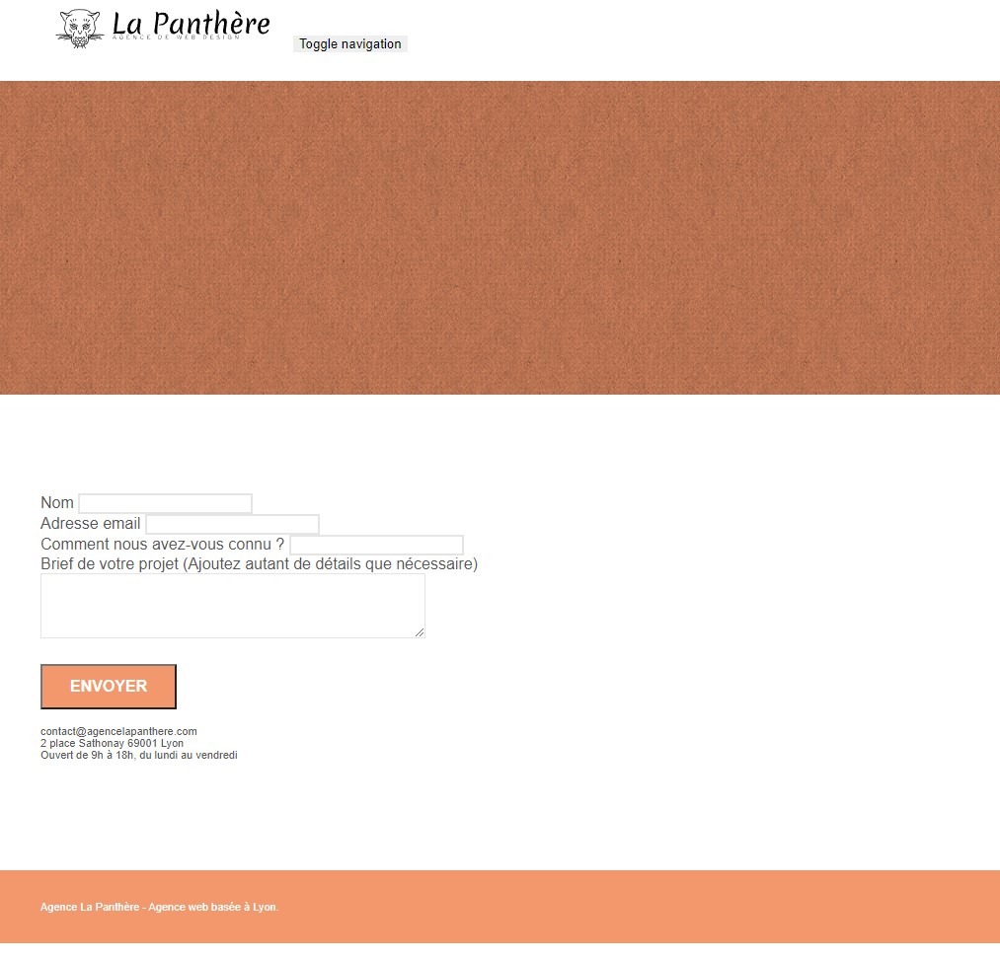 La Panthère
AGENCE DE WEB DESIGN
Toggle navigation
Nom
Adresse email
Comment nous avez-vous connu ?
Brief de votre projet (Ajoutez autant de détails que nécessaire)
ENVOYER
contact@agencelapanthere.com
2 place Sathonay 69001 Lyon
Ouvert de 9h à 18h, du lundi au vendredi
Agence La Panthère - Agence web basée à Lyon.